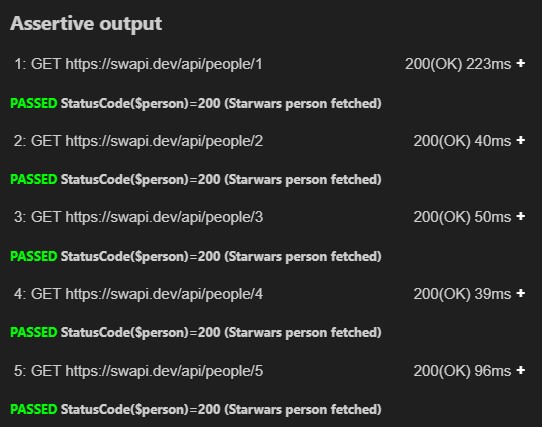 Assertive output
1: GET https://swapi.dev/api/people/1 200(OK) 223ms +
PASSED StatusCode($person)=200 (Starwars person fetched)
2: GET https://swapi.dev/api/people/2 200(OK) 40ms +
PASSED StatusCode($person)=200 (Starwars person fetched)
3: GET https://swapi.dev/api/people/3 200(OK) 50ms +
PASSED StatusCode($person)=200 (Starwars person fetched)
4: GET https://swapi.dev/api/people/4 200(OK) 39ms +
PASSED StatusCode($person)=200 (Starwars person fetched)
5: GET https://swapi.dev/api/people/5 200(OK) 96ms +
PASSED StatusCode($person)=200 (Starwars person fetched)